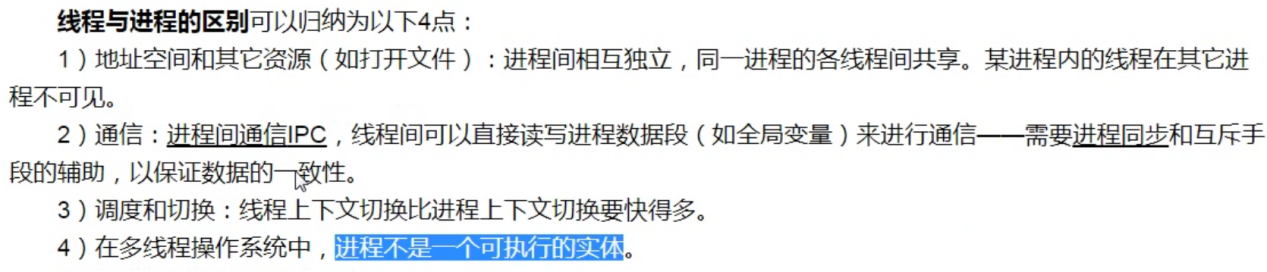 线程与进程的区别可以归纳为以下4点：
1）地址空间和其它资源（如打开文件）：进程间相互独立，同一进程的各线程间共享。某进程内的线程在其它进
程不可见。
2）通信：进程间通信IPC，线程间可以直接读写进程数据段（如全局变量）来进行通信——需要进程同步和互斥手
段的辅助，以保证数据的一致性。
3）调度和切换：线程上下文切换比进程上下文切换要快得多。
4）在多线程操作系统中，进程不是一个可执行的实体。